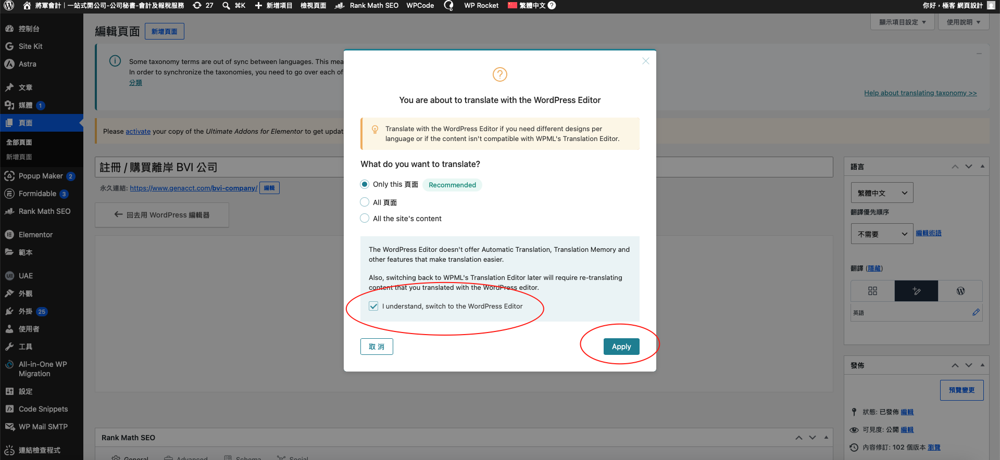 將軍會計｜一站式開公司-公司秘書-會計及報稅服務 27 ⌘K 新增項目 檢視頁面 Rank Math SEO WPCode WP Rocket 繁體中文 ? 你好，極客 網頁設計
控制台
Site Kit
Astra
文章
媒體 1
頁面
全部頁面
新增頁面
Popup Maker 2
Formidable 3
Rank Math SEO
Elementor
範本
UAE
外觀
外掛 25
使用者
工具
All-in-One WP
Migration
設定
Code Snippets
WP Mail SMTP
連結檢查程式
編輯頁面 新增頁面
顯示項目設定 使用說明
Some taxonomy terms are out of sync between languages. This mea
In order to synchronize the taxonomies, you need to go over each of
分類
Help about translating taxonomy >>
Please activate your copy of the Ultimate Addons for Elementor to get updat
註冊 / 購買離岸 BVI 公司
永久連結: https://www.genacct.com/bvi-company/ 編輯
回去用 WordPress 編輯器
You are about to translate with the WordPress Editor
Translate with the WordPress Editor if you need different designs per
language or if the content isn't compatible with WPML's Translation Editor.
What do you want to translate?
Only this 頁面 Recommended
All 頁面
All the site's content
The WordPress Editor doesn't offer Automatic Translation, Translation Memory and
other features that make translation easier.
Also, switching back to WPML's Translation Editor later will require re-translating
content that you translated with the WordPress editor.
I understand, switch to the WordPress Editor
取 消
Apply
語言
繁體中文
翻譯優先順序
不需要 編輯術語
翻譯 (隱藏)
英語
發佈
預覽變更
狀態: 已發佈 編輯
可見度: 公開 編輯
內容修訂: 102 個版本 瀏覽
Rank Math SEO
General Advanced Schema Social